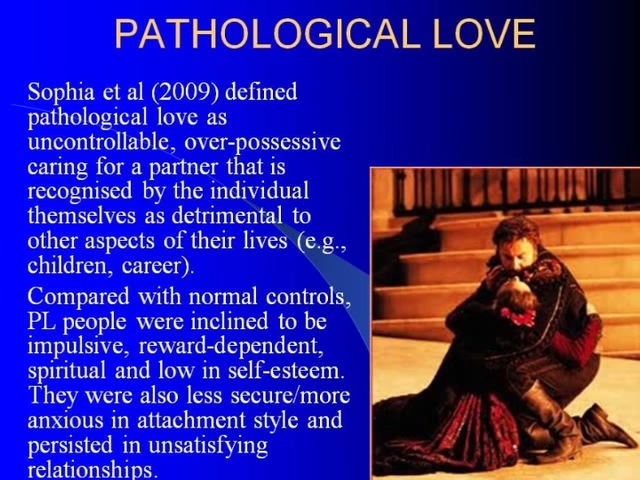 PATHOLOGICAL LOVE
Sophia et al (2009) defined
pathological love as
uncontrollable, over-possessive
caring for a partner that is
recognised by the individual
themselves as detrimental to
other aspects of their lives (e.g.,
children, career).
Compared with normal controls,
PL people were inclined to be
impulsive, reward-dependent,
spiritual and low in self-esteem.
They were also less secure/more
anxious in attachment style and
persisted in unsatisfying
relationships.